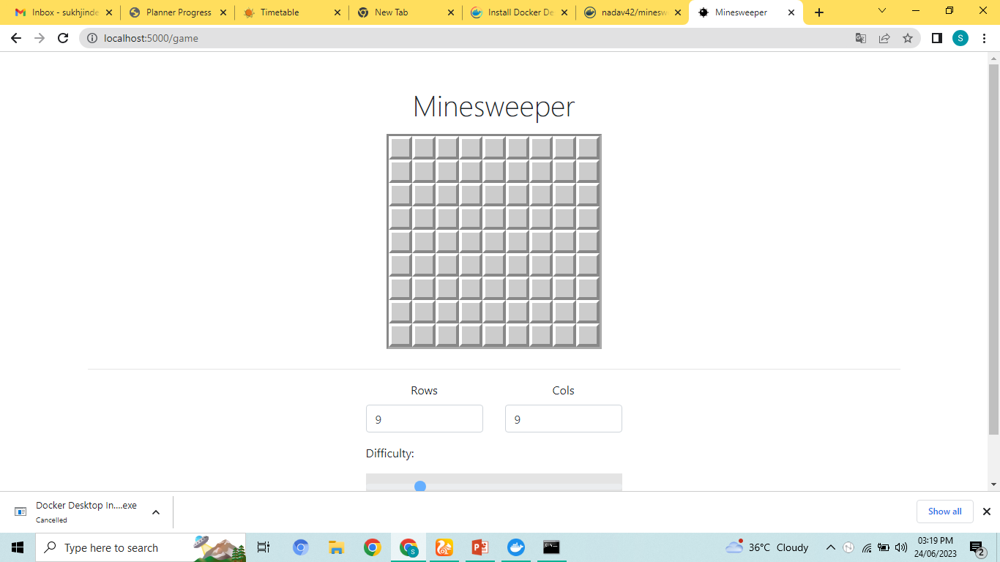 Inbox - sukhjinde
Planner Progress
Timetable
New Tab
Install Docker De
nadav42/minesw
Minesweeper
localhost:5000/game
S
Minesweeper
Rows
Cols
9
9
Difficulty:
Docker Desktop In....exe
Cancelled
Show all
Type here to search
S
36°C Cloudy
03:19 PM
24/06/2023
2